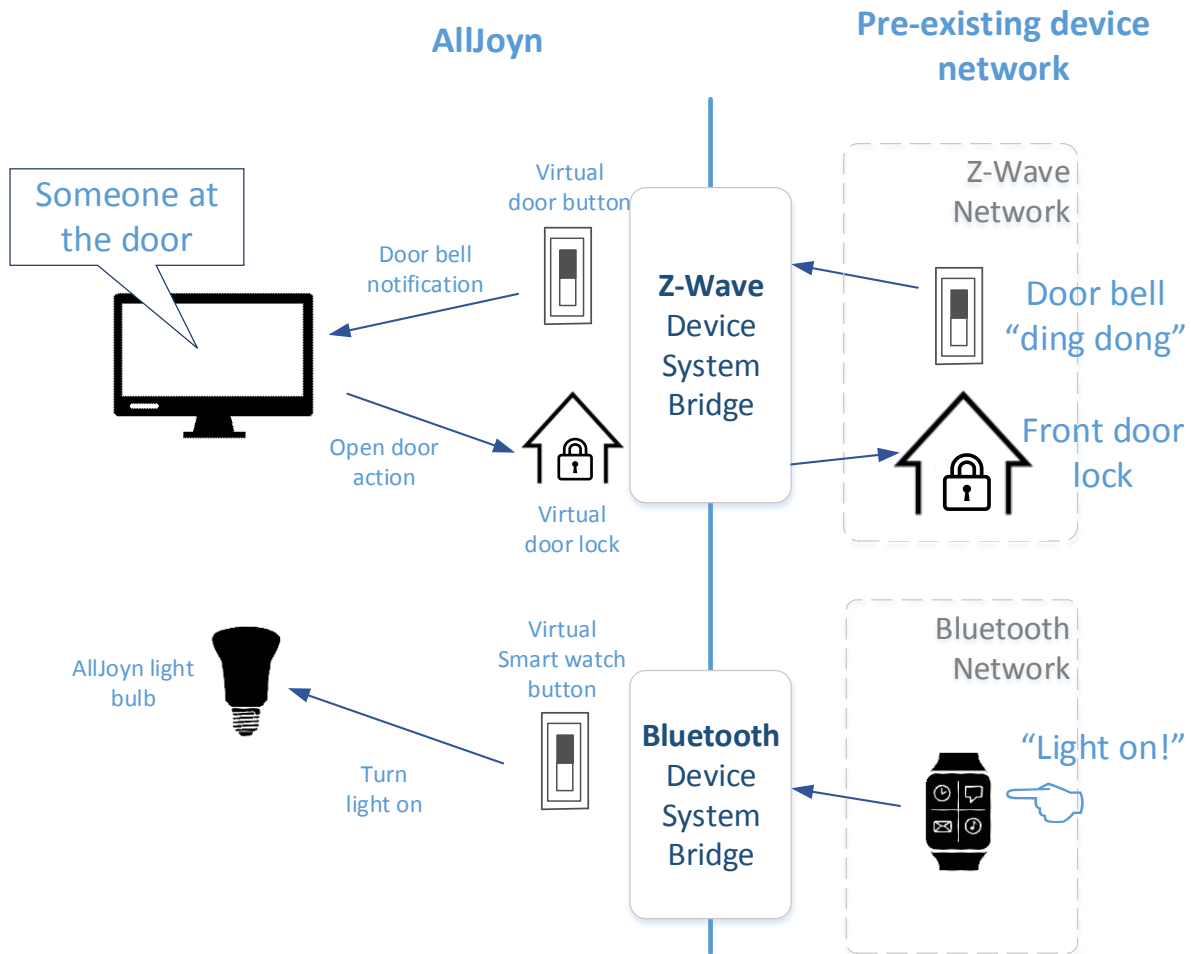 AllJoyn
Pre-existing device
network
Someone at
the door
Virtual
door button
Door bell
notification
Z-Wave
Device
System
Bridge
Z-Wave
Network
Door bell
“ding dong”
Open door
action
Virtual
door lock
Front door
lock
AllJoyn light
bulb
Virtual
Smart watch
button
Turn
light on
Bluetooth
Device
System
Bridge
Bluetooth
Network
“Light on!”